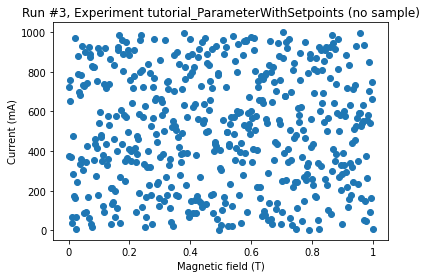 Run #3, Experiment tutorial_ParameterWithSetpoints (no sample)
1000
800
600
400
200
0
Current (mA)
0 0.2 0.4 0.6 0.8 1
Magnetic field (T)